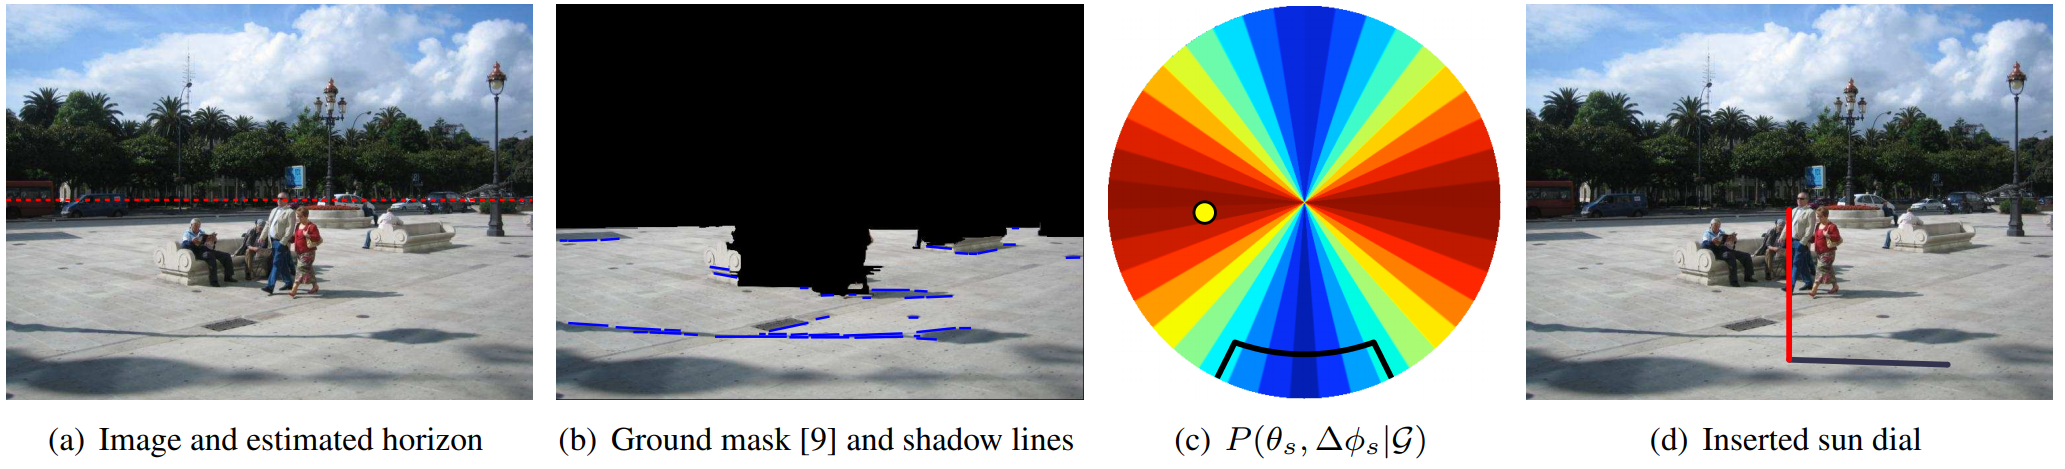 (a) Image and estimated horizon
(b) Ground mask [9] and shadow lines
(c) P(θₛ, Δϕₛ|𝒢)
(d) Inserted sun dial